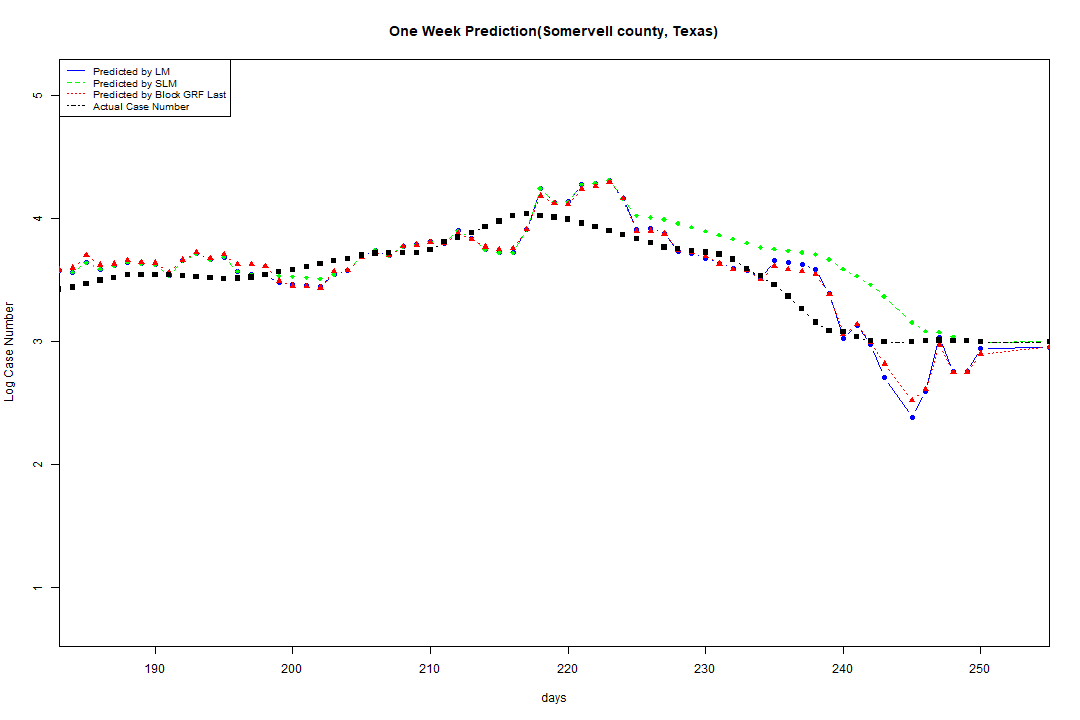 One Week Prediction(Somervell county, Texas)
Predicted by LM
Predicted by SLM
Predicted by Block GRF Last
Actual Case Number
5
4
3
2
1
Log Case Number
190 200 210 220 230 240 250
days